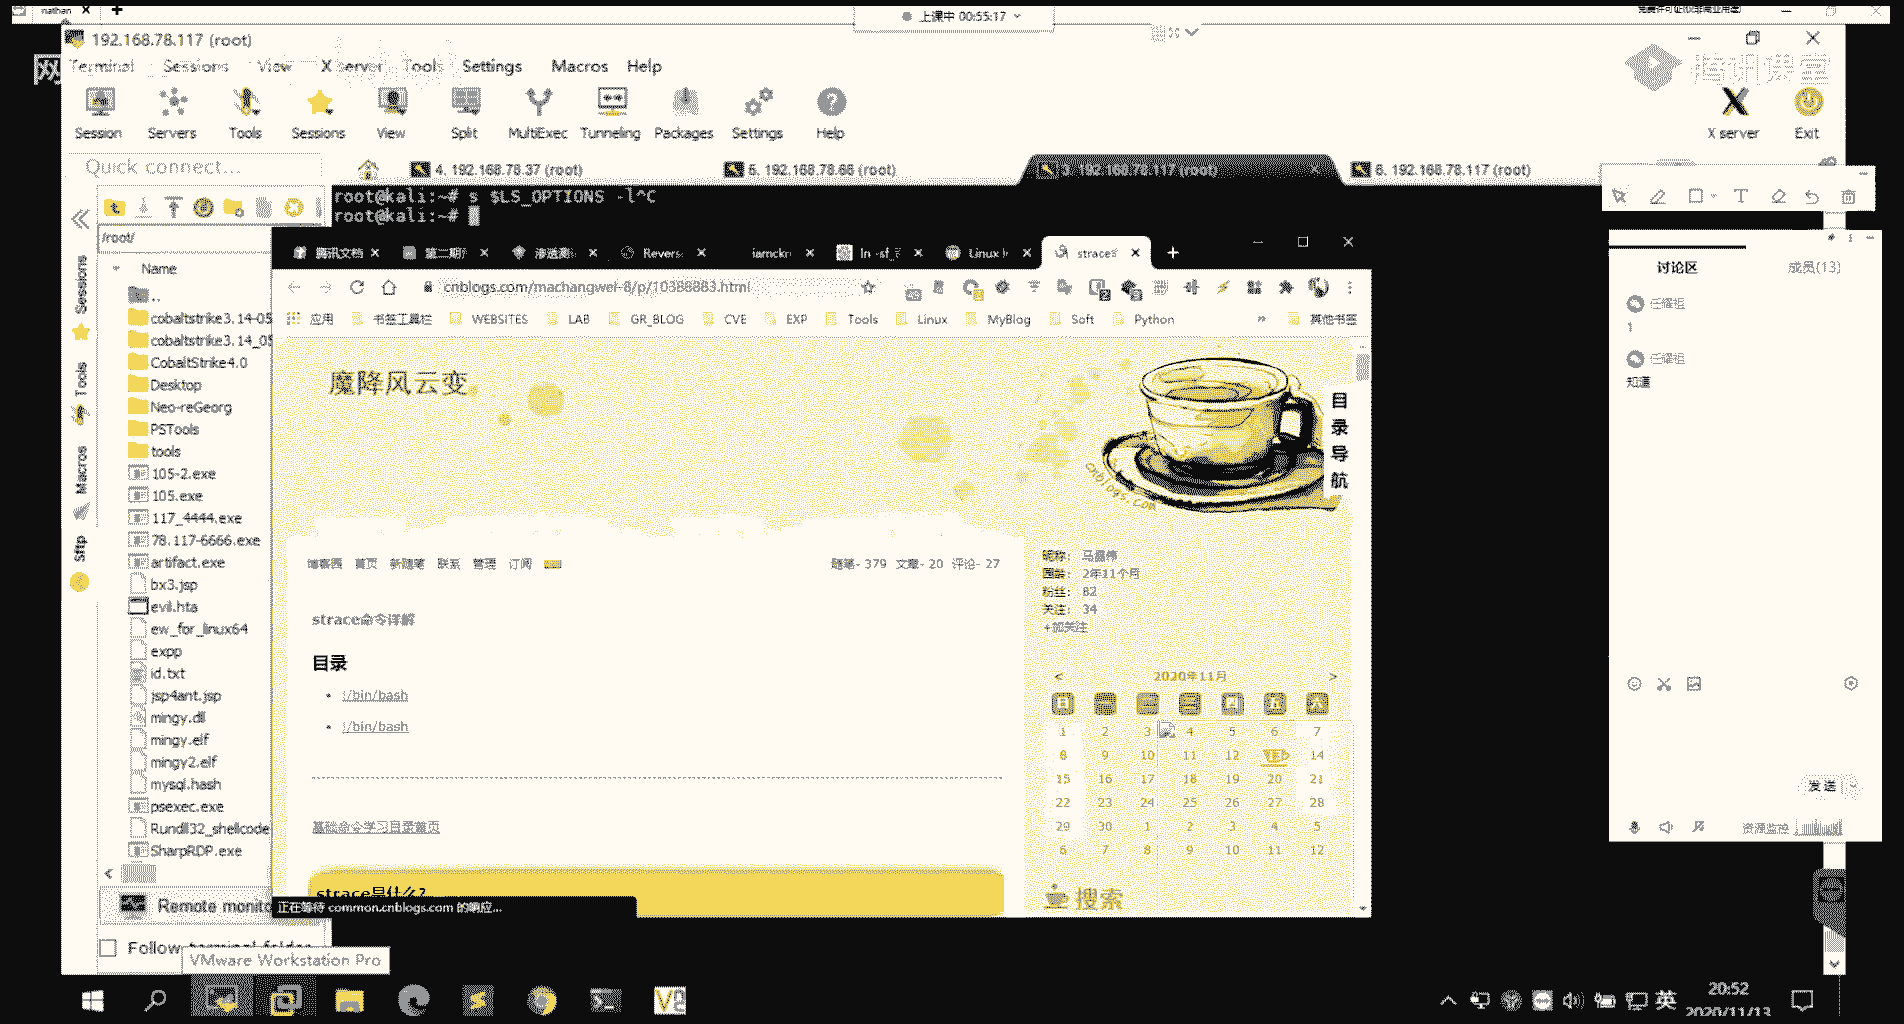 nathan
上课中 00:55:17
192.168.78.117 (root)
Terminal Sessions View X server Tools Settings Macros Help
Session Servers Tools Sessions View Split MultiExec Tunneling Packages Settings Help
X server Exit
Quick connect...
4. 192.168.78.37 (root)
5. 192.168.78.66 (root)
3. 192.168.78.117 (root)
6. 192.168.78.117 (root)
root@kali:~# s $LS_OPTIONS -l^C
root@kali:~#
/root/
Name
..
cobaltstrike3.14-05
cobaltstrike3.14_05
CobaltStrike4.0
Desktop
Neo-reGeorg
PSTools
tools
105-2.exe
105.exe
117_4444.exe
78.117-6666.exe
artifact.exe
bx3.jsp
evil.hta
ew_for_linux64
expp
id.txt
jsp4ant.jsp
mingy.dll
mingy.elf
mingy2.elf
mysql.hash
psexec.exe
Rundll32_shellcode
SharpRDP.exe
Remote monito
Follow terminal folder
VMware Workstation Pro
Sessions
Tools
Macros
Sftp
腾讯文档
第二期
渗透测
Revers
iamckr
ln -sf
Linux
strace
cnblogs.com/machangwei-8/p/10388883.html
应用 书签工具栏 WEBSITES LAB GR_BLOG CVE EXP Tools Linux MyBlog Soft Python » 其他书签
魔降风云变
cnblogs.com
目录导航
博客园 首页 新随笔 联系 管理 订阅
随笔- 379 文章- 20 评论- 27
strace命令详解
目录
!/bin/bash
!/bin/bash
基础命令学习目录首页
strace是什么?
正在等待 common.cnblogs.com 的响应...
昵称：马昌伟
园龄：2年11个月
粉丝：82
关注：34
+加关注
< 2020年11月 >
日 一 二 三 四 五 六
1 2 3 4 5 6 7
8 9 10 11 12 14
15 16 17 18 19 20 21
22 23 24 25 26 27 28
29 30 1 2 3 4 5
6 7 8 9 10 11 12
搜索
腾讯课堂
讨论区 成员(13)
任耀祖
1
任耀祖
知道
发送
资源监控
英
20:52
2020/11/13